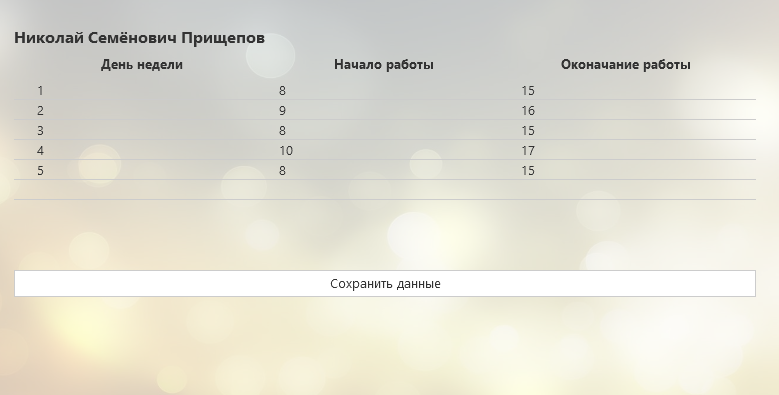 Николай Семёнович Прищепов
День недели Начало работы Оконачание работы
1 8 15
2 9 16
3 8 15
4 10 17
5 8 15
Сохранить данные